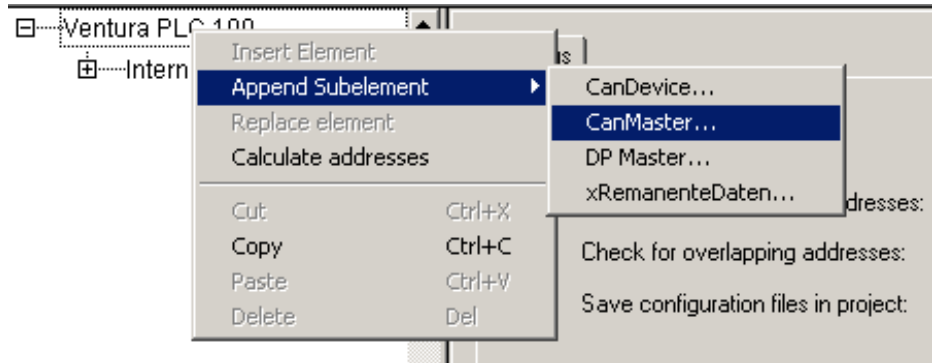 Ventura PLC 100
Intern
Insert Element
Append Subelement
Replace element
Calculate addresses
Cut Ctrl+X
Copy Ctrl+C
Paste Ctrl+V
Delete Del
CanDevice...
CanMaster...
DP Master...
xRemanenteDaten...
dresses:
Check for overlapping addresses:
Save configuration files in project: